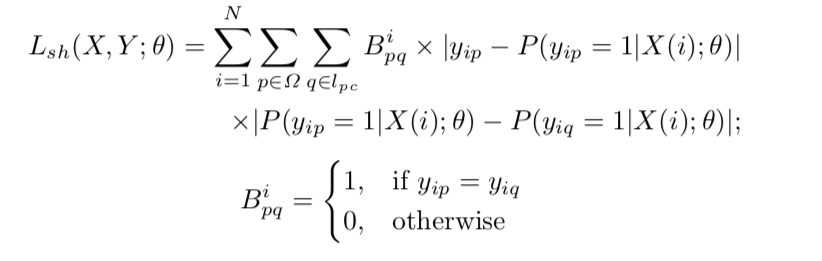 L_{sh}(X, Y; θ) = \sum_{i=1}^{N} \sum_{p∈Ω} \sum_{q∈l_{pc}} B^i_{pq} × |y_{ip} − P(y_{ip} = 1|X(i); θ)|
×|P(y_{ip} = 1|X(i); θ) − P(y_{iq} = 1|X(i); θ)|;
B^i_{pq} = { 1, if y_{ip} = y_{iq}
0, otherwise